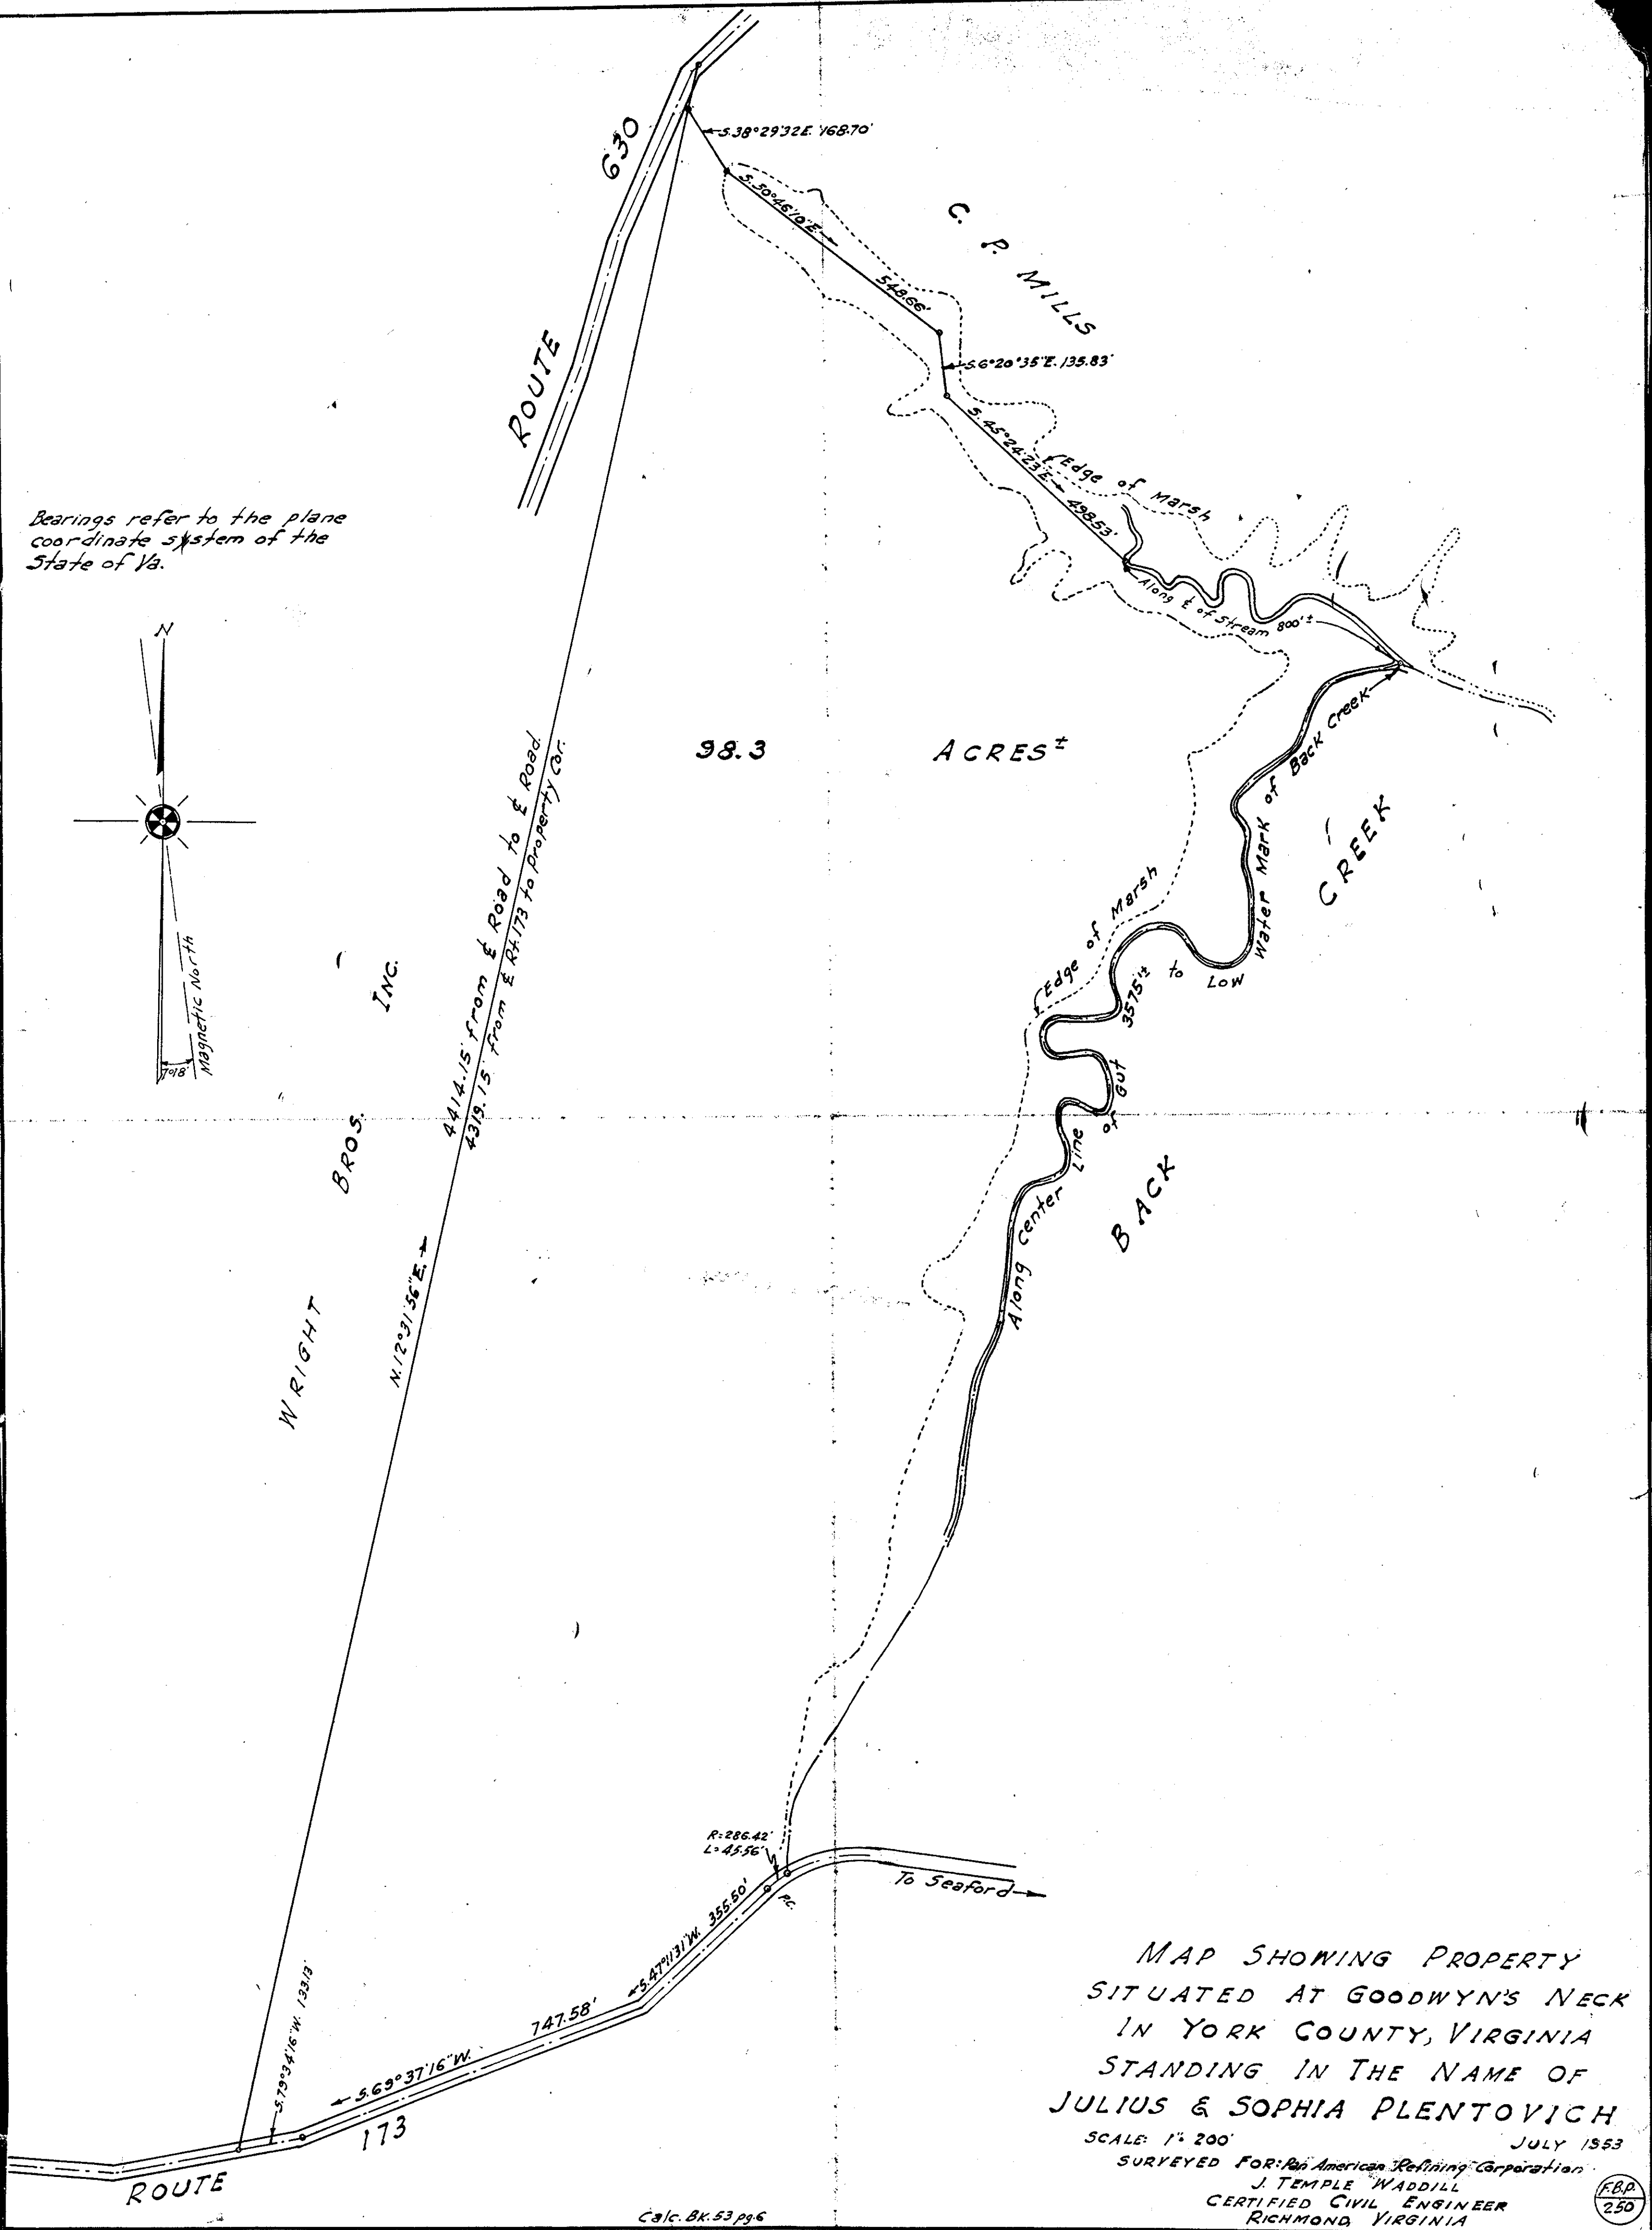 630
ROUTE
S.38°29'32"E. 168.70'
S.50°46'10"E.
548.66'
C. P. MILLS
S.6°20'35"E. 135.83'
S.45°24'23"E.
498.53'
Edge of Marsh
Along ℄ of Stream 800'±
Bearings refer to the plane
coordinate system of the
State of Va.
N
Magnetic North
7°18'
98.3 ACRES±
4414.15' from ℄ Road to ℄ Road.
4319.15' from ℄ Rt.173 to Property Cor.
N.12°31'56"E.
WRIGHT BROS. INC.
Edge of Marsh
Along Center Line of Gut 3575'± to Low Water Mark of Back Creek
BACK CREEK
R=286.42'
L=45.56'
P.C.
To Seaford
S.47°11'31"W. 355.50'
747.58'
S.69°37'16"W.
S.79°34'16"W. 133.13'
173
ROUTE
MAP SHOWING PROPERTY
SITUATED AT GOODWYN'S NECK
IN YORK COUNTY, VIRGINIA
STANDING IN THE NAME OF
JULIUS & SOPHIA PLENTOVICH
SCALE: 1"= 200' JULY 1953
SURVEYED FOR: Pan American Refining Corporation
J. TEMPLE WADDILL
CERTIFIED CIVIL ENGINEER
RICHMOND, VIRGINIA
F.B.P.
250
Calc. BK. 53 pg. 6